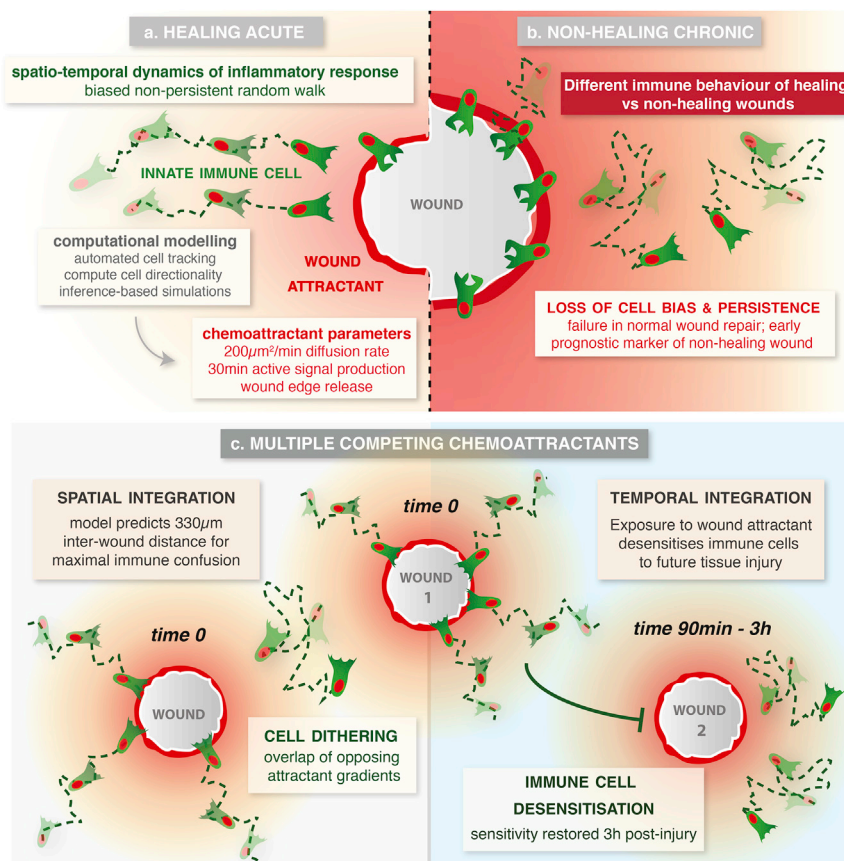 a. HEALING ACUTE
spatio-temporal dynamics of inflammatory response
biased non-persistent random walk
INNATE IMMUNE CELL
computational modelling
automated cell tracking
compute cell directionality
inference-based simulations
WOUND
ATTRACTANT
chemoattractant parameters
200µm²/min diffusion rate
30min active signal production
wound edge release
WOUND
b. NON-HEALING CHRONIC
Different immune behaviour of healing
vs non-healing wounds
LOSS OF CELL BIAS & PERSISTENCE
failure in normal wound repair; early
prognostic marker of non-healing wound
c. MULTIPLE COMPETING CHEMOATTRACTANTS
SPATIAL INTEGRATION
model predicts 330µm
inter-wound distance for
maximal immune confusion
time 0
WOUND
time 0
WOUND
1
CELL DITHERING
overlap of opposing
attractant gradients
TEMPORAL INTEGRATION
Exposure to wound attractant
desensitises immune cells
to future tissue injury
time 90min - 3h
WOUND
2
IMMUNE CELL
DESENSITISATION
sensitivity restored 3h post-injury